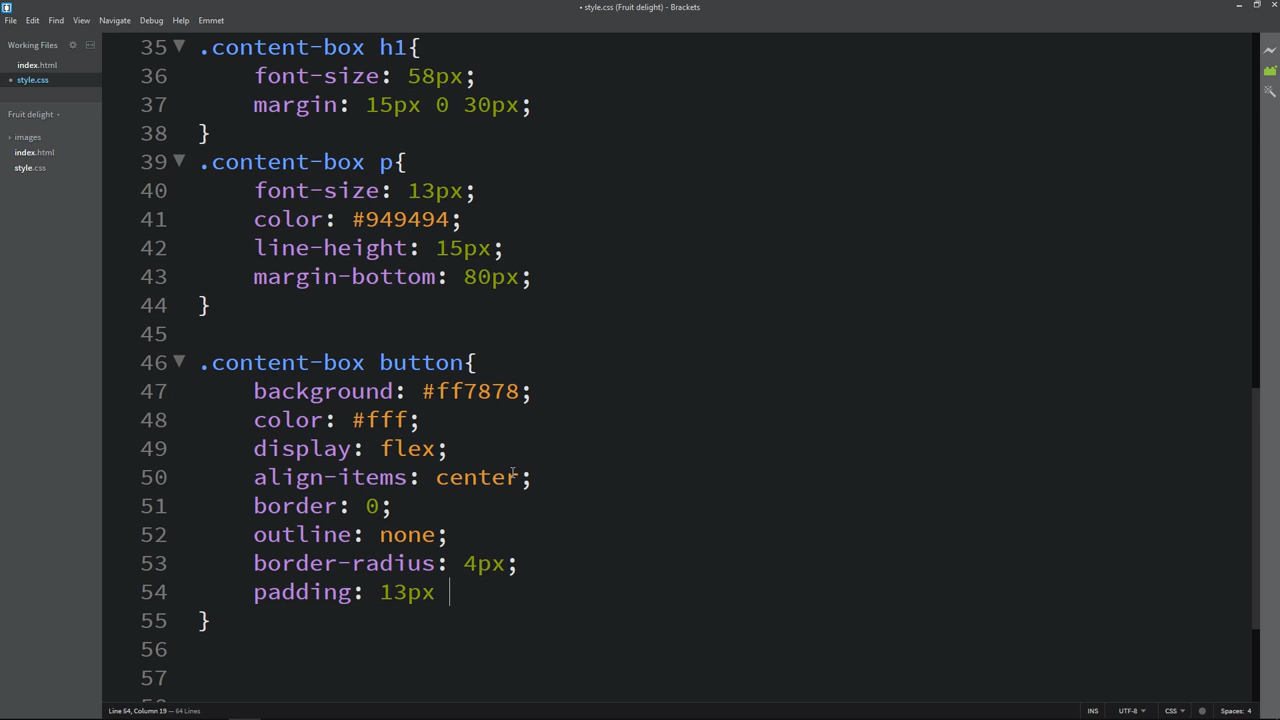 • style.css (Fruit delight) - Brackets
File Edit Find View Navigate Debug Help Emmet
Working Files
index.html
• style.css
Fruit delight
images
index.html
style.css
35 .content-box h1{
36 font-size: 58px;
37 margin: 15px 0 30px;
38 }
39 .content-box p{
40 font-size: 13px;
41 color: #949494;
42 line-height: 15px;
43 margin-bottom: 80px;
44 }
45
46 .content-box button{
47 background: #ff7878;
48 color: #fff;
49 display: flex;
50 align-items: center;
51 border: 0;
52 outline: none;
53 border-radius: 4px;
54 padding: 13px
55 }
56
57
Line 54, Column 19 — 64 Lines
INS UTF-8 CSS Spaces: 4